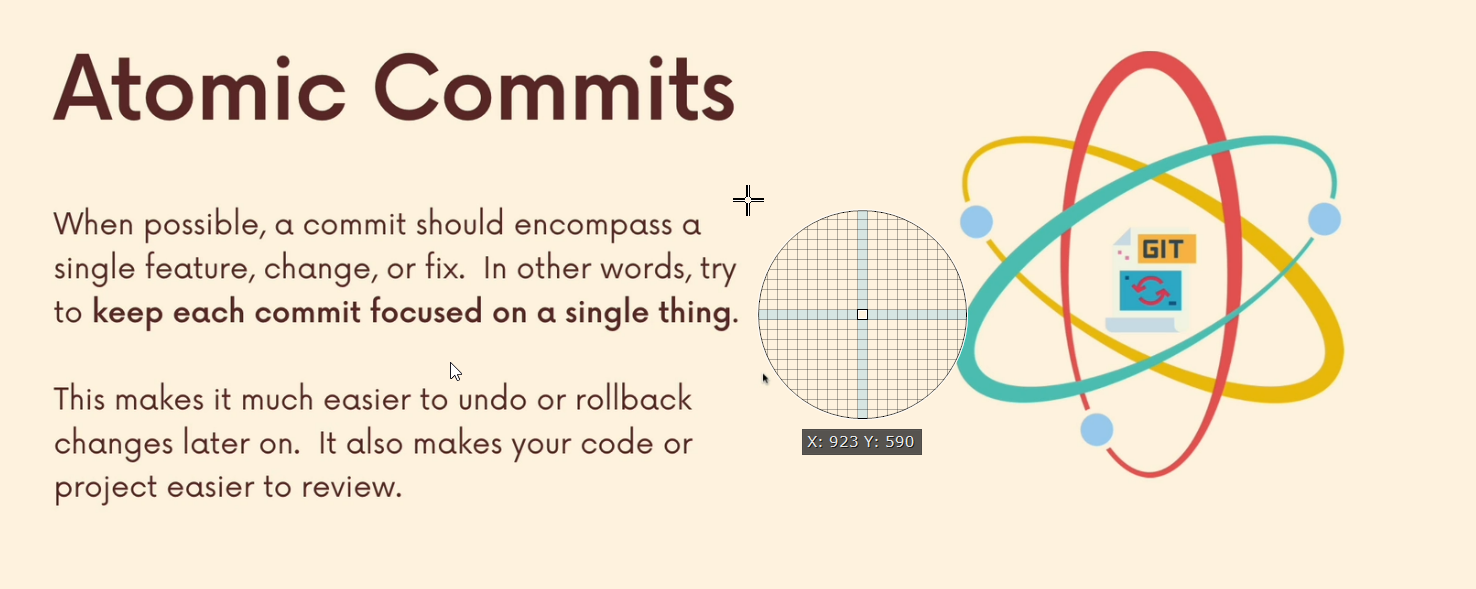 Atomic Commits
When possible, a commit should encompass a
single feature, change, or fix.  In other words, try
to keep each commit focused on a single thing.
This makes it much easier to undo or rollback
changes later on.  It also makes your code or
project easier to review.
X: 923 Y: 590
GIT